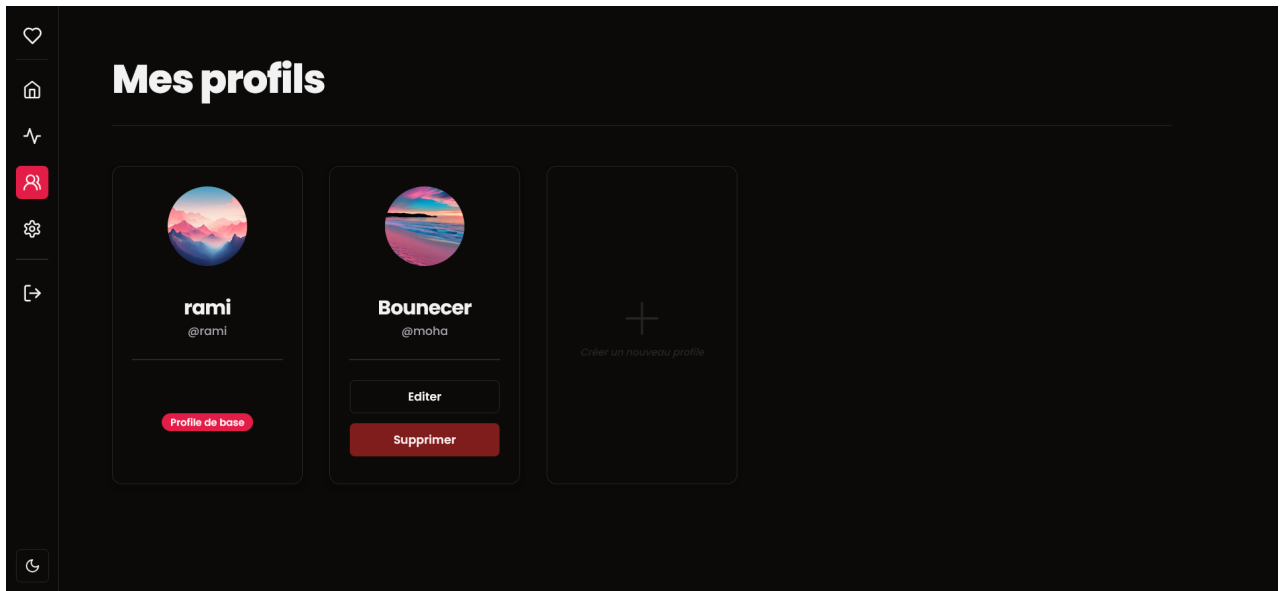 Mes profils
rami
@rami
Profile de base
Bounecer
@moha
Editer
Supprimer
Créer un nouveau profile